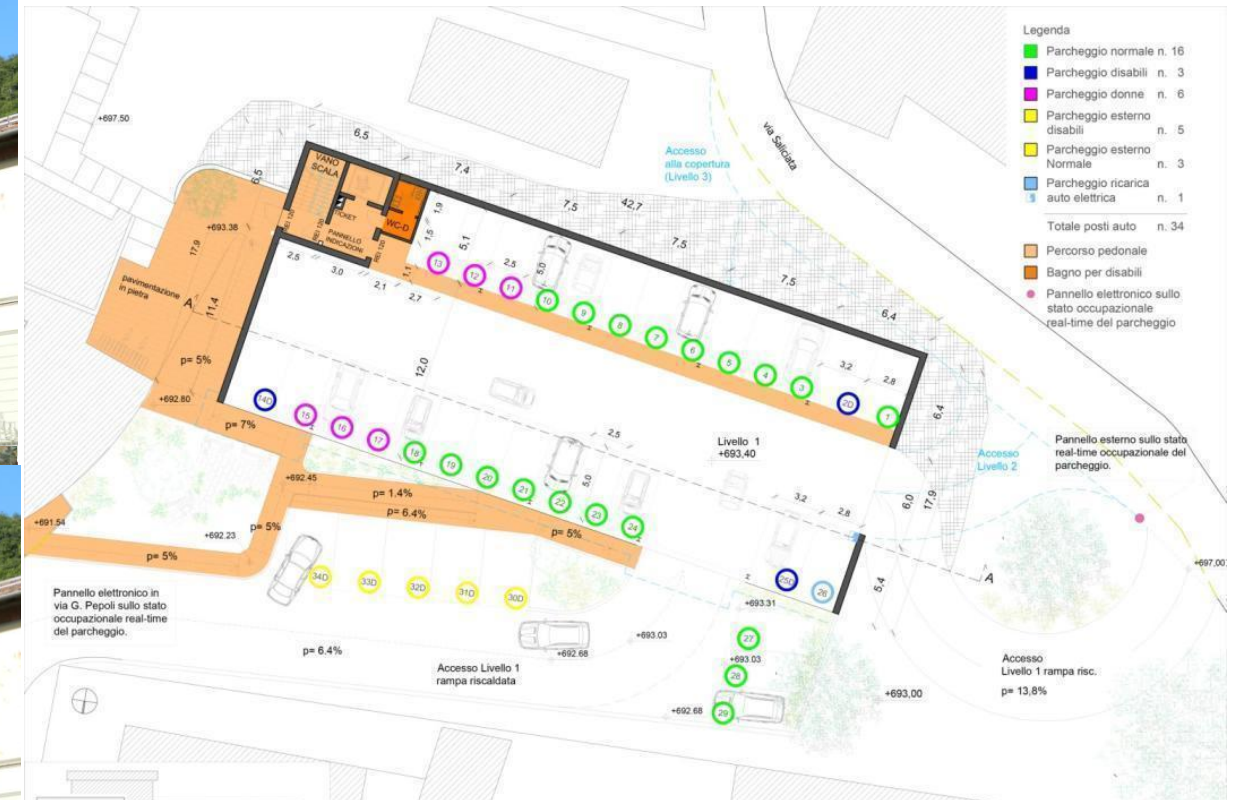 Legenda
Parcheggio normale n. 16
Parcheggio disabili n. 3
Parcheggio donne n. 6
Parcheggio esterno
disabili n. 5
Parcheggio esterno
Normale n. 3
Parcheggio ricarica
auto elettrica n. 1
Totale posti auto n. 34
Percorso pedonale
Bagno per disabili
Pannello elettronico sullo
stato occupazionale
real-time del parcheggio
+697,50
6,5
7,4
7,5
42,7
7,5
7,5
6,4
6,5
via Saliciata
Accesso
alla copertura
(Livello 3)
VANO
SCALA
TICKET
PANNELLO
INDICAZIONI
WC-D
REI 120
REI 120
REI 120
+693.38
17,9
11,4
pavimentazione
in pietra
A
p= 5%
+692.80
p= 7%
2,5
3,0
2,1
2,7
1,1
1,5
1,9
5,1
2,5
5,0
12,0
13
12
11
10
9
8
7
6
5
4
3
2D
1
3,2
2,8
6,4
14D
15
16
17
18
19
20
21
22
23
24
2,5
5,0
Livello 1
+693,40
Accesso
Livello 2
6,0
17,9
Pannello esterno sullo stato
real-time occupazionale del
parcheggio.
3,2
2,8
A
5,4
+697,00
25D
26
+693.31
+692.45
p= 1.4%
p= 6.4%
p= 5%
+691.54
+692.23
p= 5%
p= 5%
34D
33D
32D
31D
30D
Pannello elettronico in
via G. Pepoli sullo stato
occupazionale real-time
del parcheggio.
p= 6.4%
Accesso Livello 1
rampa riscaldata
+692.68
+693.03
27
+693.03
28
29
+692.68
+693,00
Accesso
Livello 1 rampa risc.
p= 13,8%